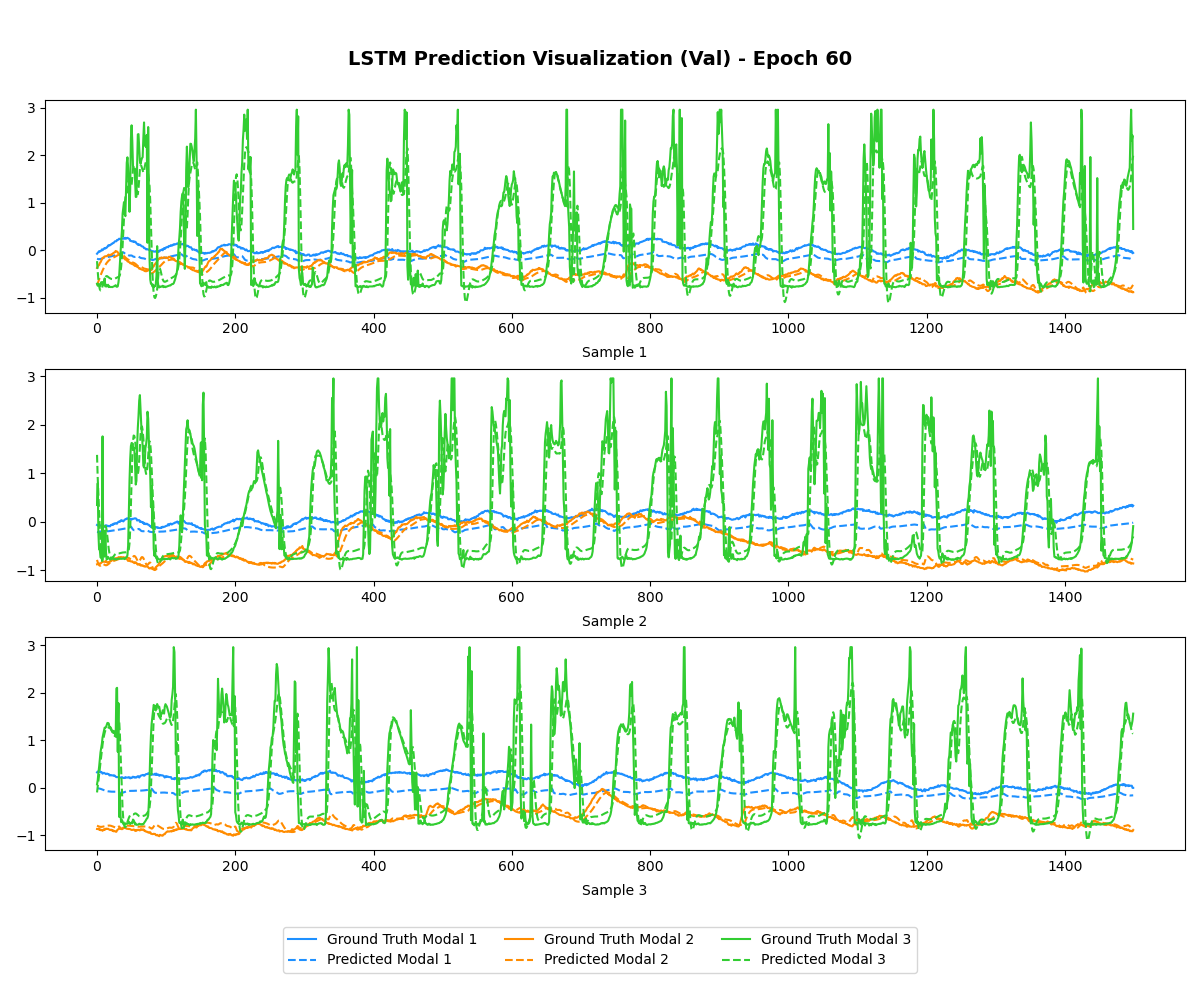 LSTM Prediction Visualization (Val) - Epoch 60
3
2
1
0
−1
0 200 400 600 800 1000 1200 1400
Sample 1
3
2
1
0
−1
0 200 400 600 800 1000 1200 1400
Sample 2
3
2
1
0
−1
0 200 400 600 800 1000 1200 1400
Sample 3
Ground Truth Modal 1 Ground Truth Modal 2 Ground Truth Modal 3
Predicted Modal 1 Predicted Modal 2 Predicted Modal 3